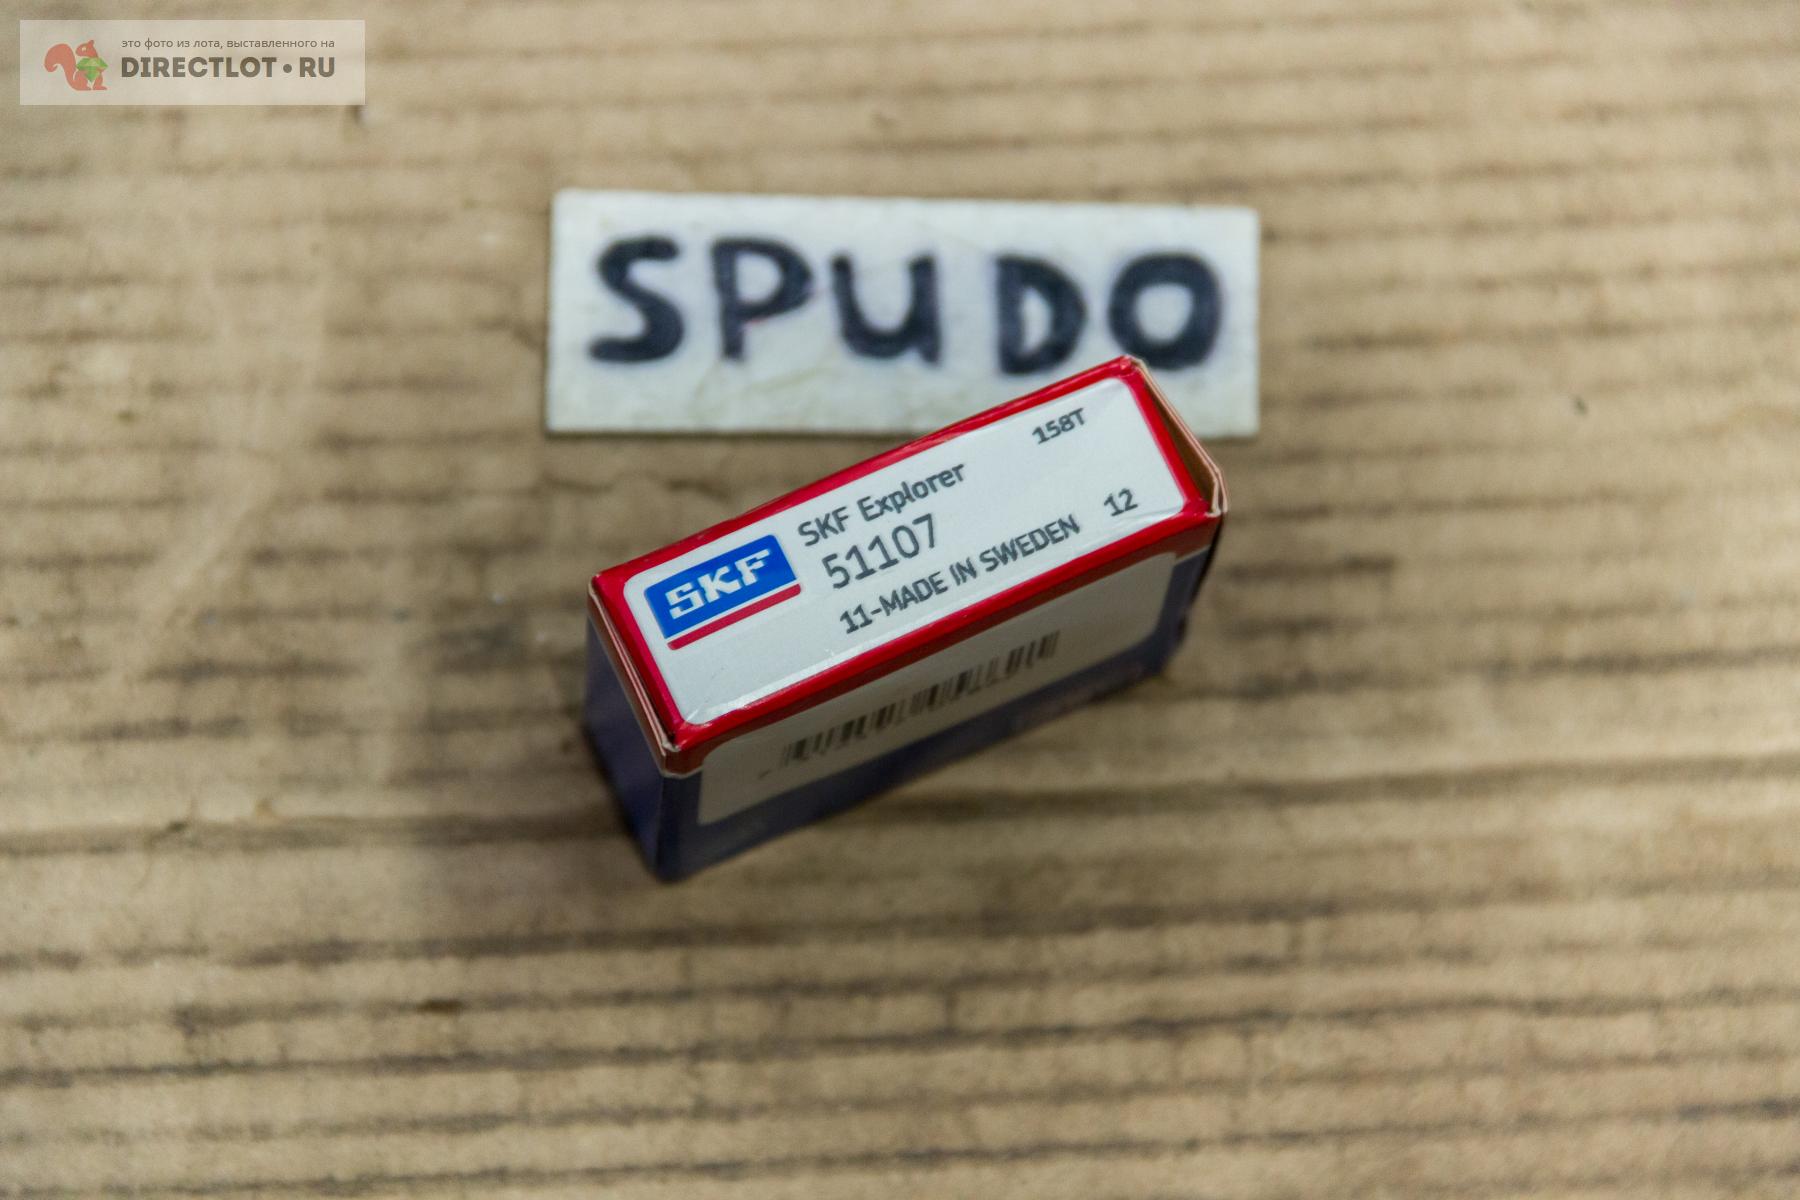 это фото из лота, выставленного на
DIRECTLOT•RU
SPUDO
158T
SKF Explorer
SKF
51107
12
11-MADE IN SWEDEN